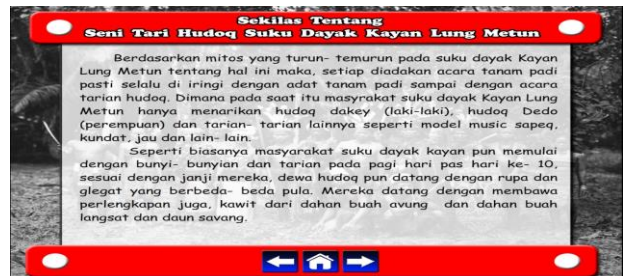 Sekilas Tentang
Seni Tari Hudoq Suku Dayak Kayan Lung Metun
Berdasarkan mitos yang turun- temurun pada suku dayak Kayan
Lung Metun tentang hal ini maka, setiap diadakan acara tanam padi
pasti selalu di iringi dengan adat tanam padi sampai dengan acara
tarian hudoq. Dimana pada saat itu masyrakat suku dayak Kayan Lung
Metun hanya menarikan hudoq dakey (laki-laki), hudoq Dedo
(perempuan) dan tarian- tarian lainnya seperti model music sapeq,
kundat, jau dan lain- lain.
Seperti biasanya masyarakat suku dayak kayan pun memulai
dengan bunyi- bunyian dan tarian pada pagi hari pas hari ke- 10,
sesuai dengan janji mereka, dewa hudoq pun datang dengan rupa dan
glegat yang berbeda- beda pula. Mereka datang dengan membawa
perlengkapan juga, kawit dari dahan buah avung dan dahan buah
langsat dan daun savang.